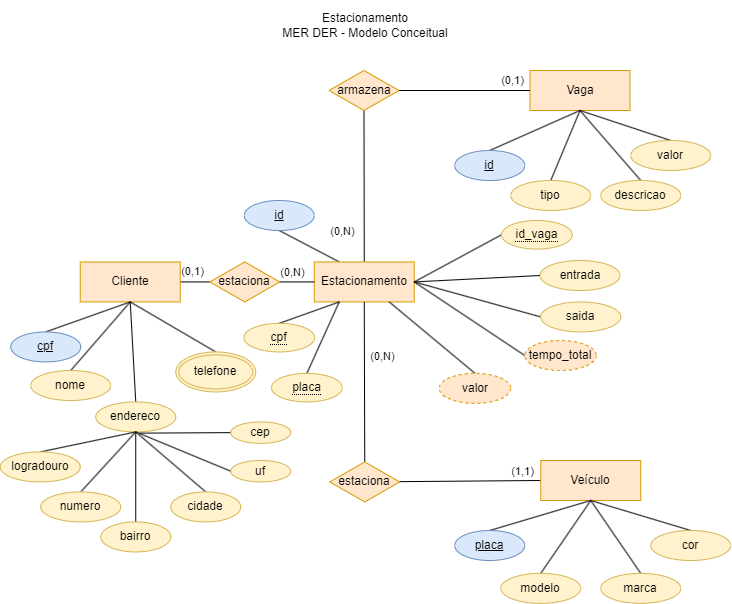 Estacionamento
MER DER - Modelo Conceitual
armazena
(0,1)
Vaga
id
valor
tipo
descricao
id
(0,N)
id_vaga
Cliente
(0,1)
estaciona
(0,N)
Estacionamento
entrada
saida
cpf
cpf
tempo_total
(0,N)
nome
telefone
placa
valor
endereco
cep
logradouro
uf
numero
cidade
bairro
estaciona
(1,1)
Veículo
placa
cor
modelo
marca